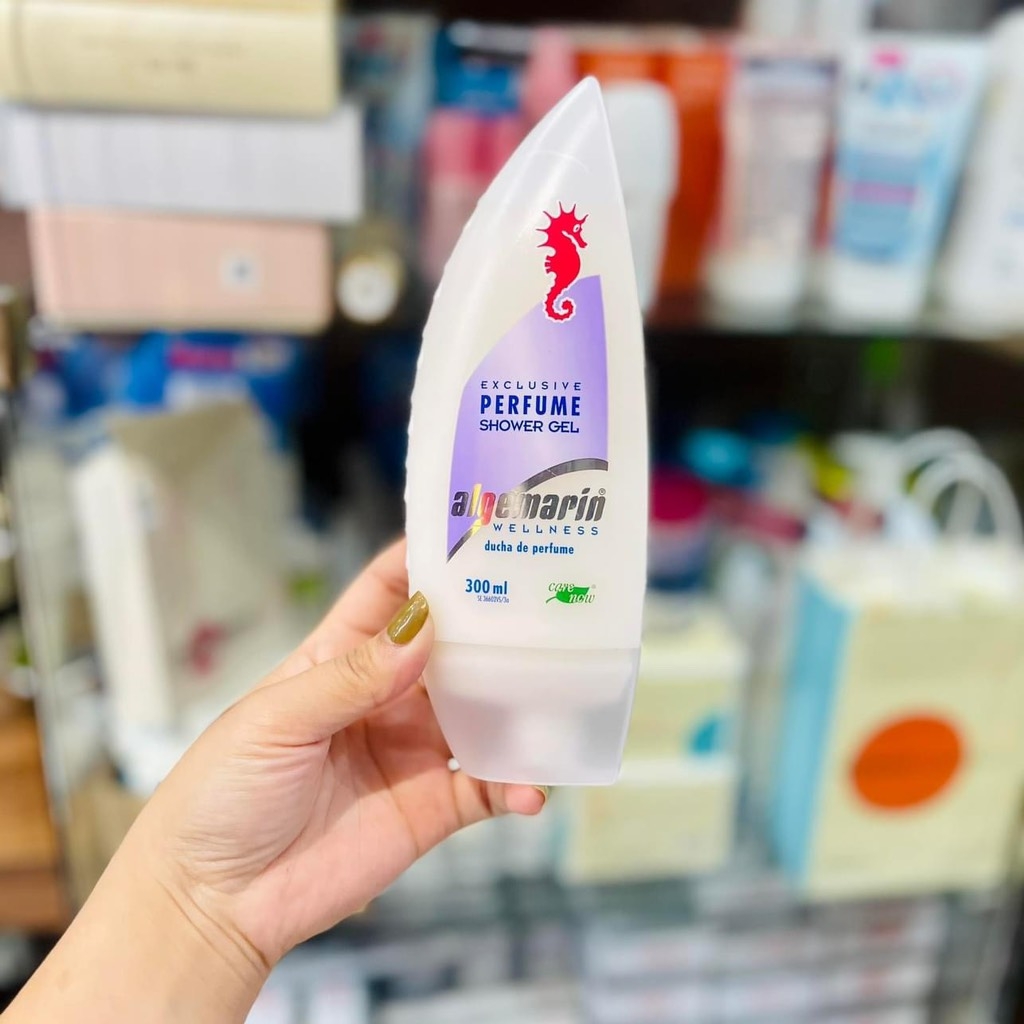 EXCLUSIVE
PERFUME
SHOWER GEL
algemarin®
WELLNESS
ducha de perfume
300 ml
care now®